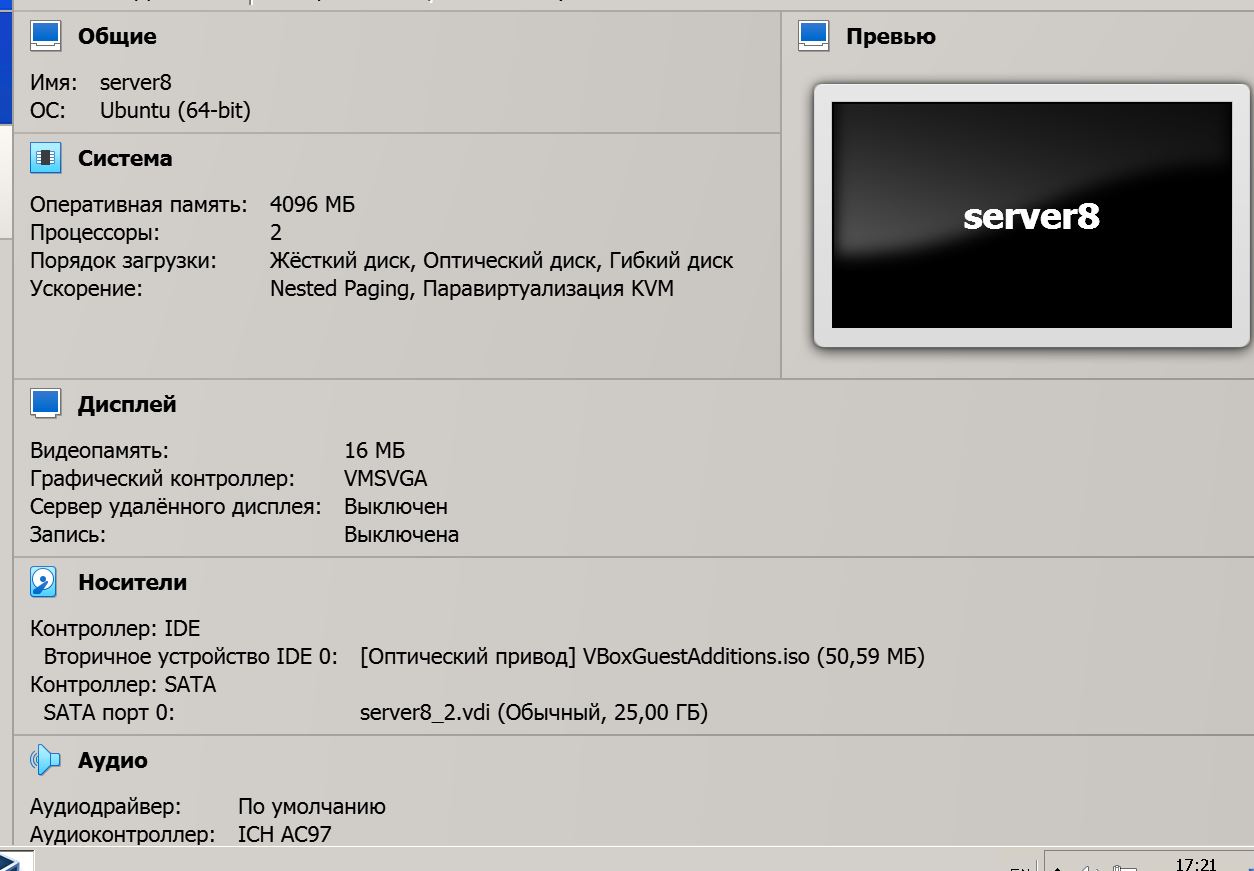 Общие
Имя: server8
ОС: Ubuntu (64-bit)
Превью
server8
Система
Оперативная память: 4096 МБ
Процессоры: 2
Порядок загрузки: Жёсткий диск, Оптический диск, Гибкий диск
Ускорение: Nested Paging, Паравиртуализация KVM
Дисплей
Видеопамять: 16 МБ
Графический контроллер: VMSVGA
Сервер удалённого дисплея: Выключен
Запись: Выключена
Носители
Контроллер: IDE
Вторичное устройство IDE 0: [Оптический привод] VBoxGuestAdditions.iso (50,59 МБ)
Контроллер: SATA
SATA порт 0: server8_2.vdi (Обычный, 25,00 ГБ)
Аудио
Аудиодрайвер: По умолчанию
Аудиоконтроллер: ICH AC97
17:21